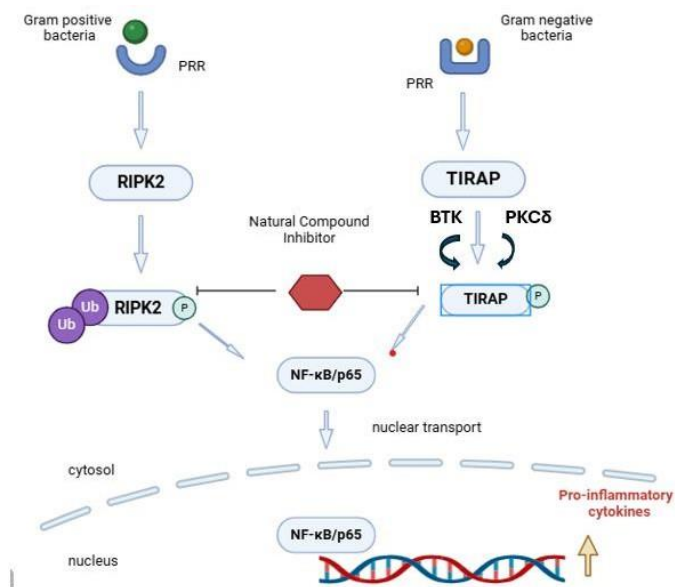 Gram positive
bacteria
PRR
Gram negative
bacteria
PRR
RIPK2
TIRAP
BTK
PKCδ
Natural Compound
Inhibitor
Ub
Ub
RIPK2
P
TIRAP
P
NF-κB/p65
nuclear transport
cytosol
Pro-inflammatory
cytokines
NF-κB/p65
nucleus